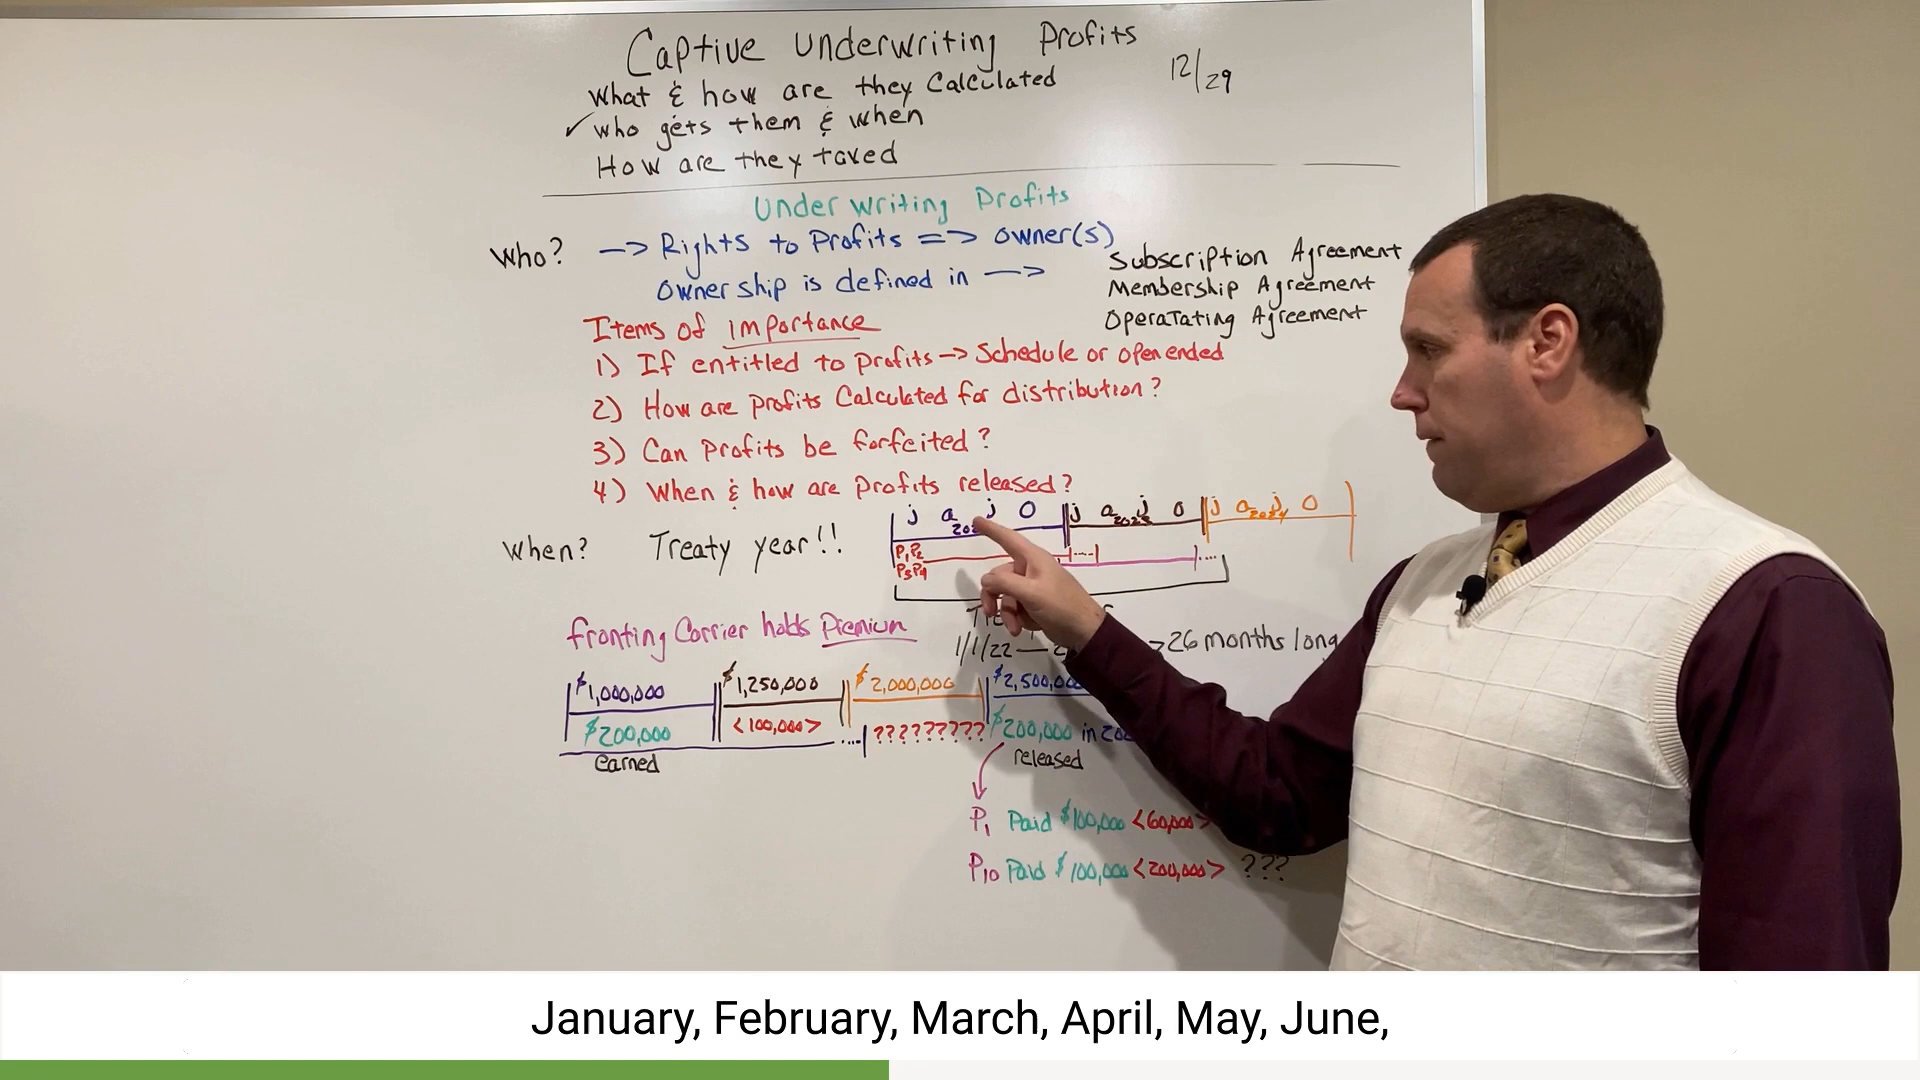 Captive Underwriting Profits
12/29
What & how are they Calculated
✓ who gets them & when
How are they taxed
Underwriting Profits
Who? --> Rights to Profits => owner(s)
Ownership is defined in -->
Subscription Agreement
Membership Agreement
OperaTating Agreement
Items of importance
1) If entitled to profits -> Schedule or open ended
2) How are profits Calculated for distribution?
3) Can Profits be forfeited?
4) When & how are profits released?
j a j O j a j O j a j O
202 2023 2024
When? Treaty year!!
P1 P2
P3 P4
1/1/22 —
>26 months long
fronting Carrier holds Premium
$1,000,000 $1,250,000 $2,000,000 $2,500,00
$200,000 <100,000> ????????? $200,000 in 202
earned
released
P1 Paid $100,000 <60,000>
P10 Paid $100,000 <200,000> ???
January, February, March, April, May, June,